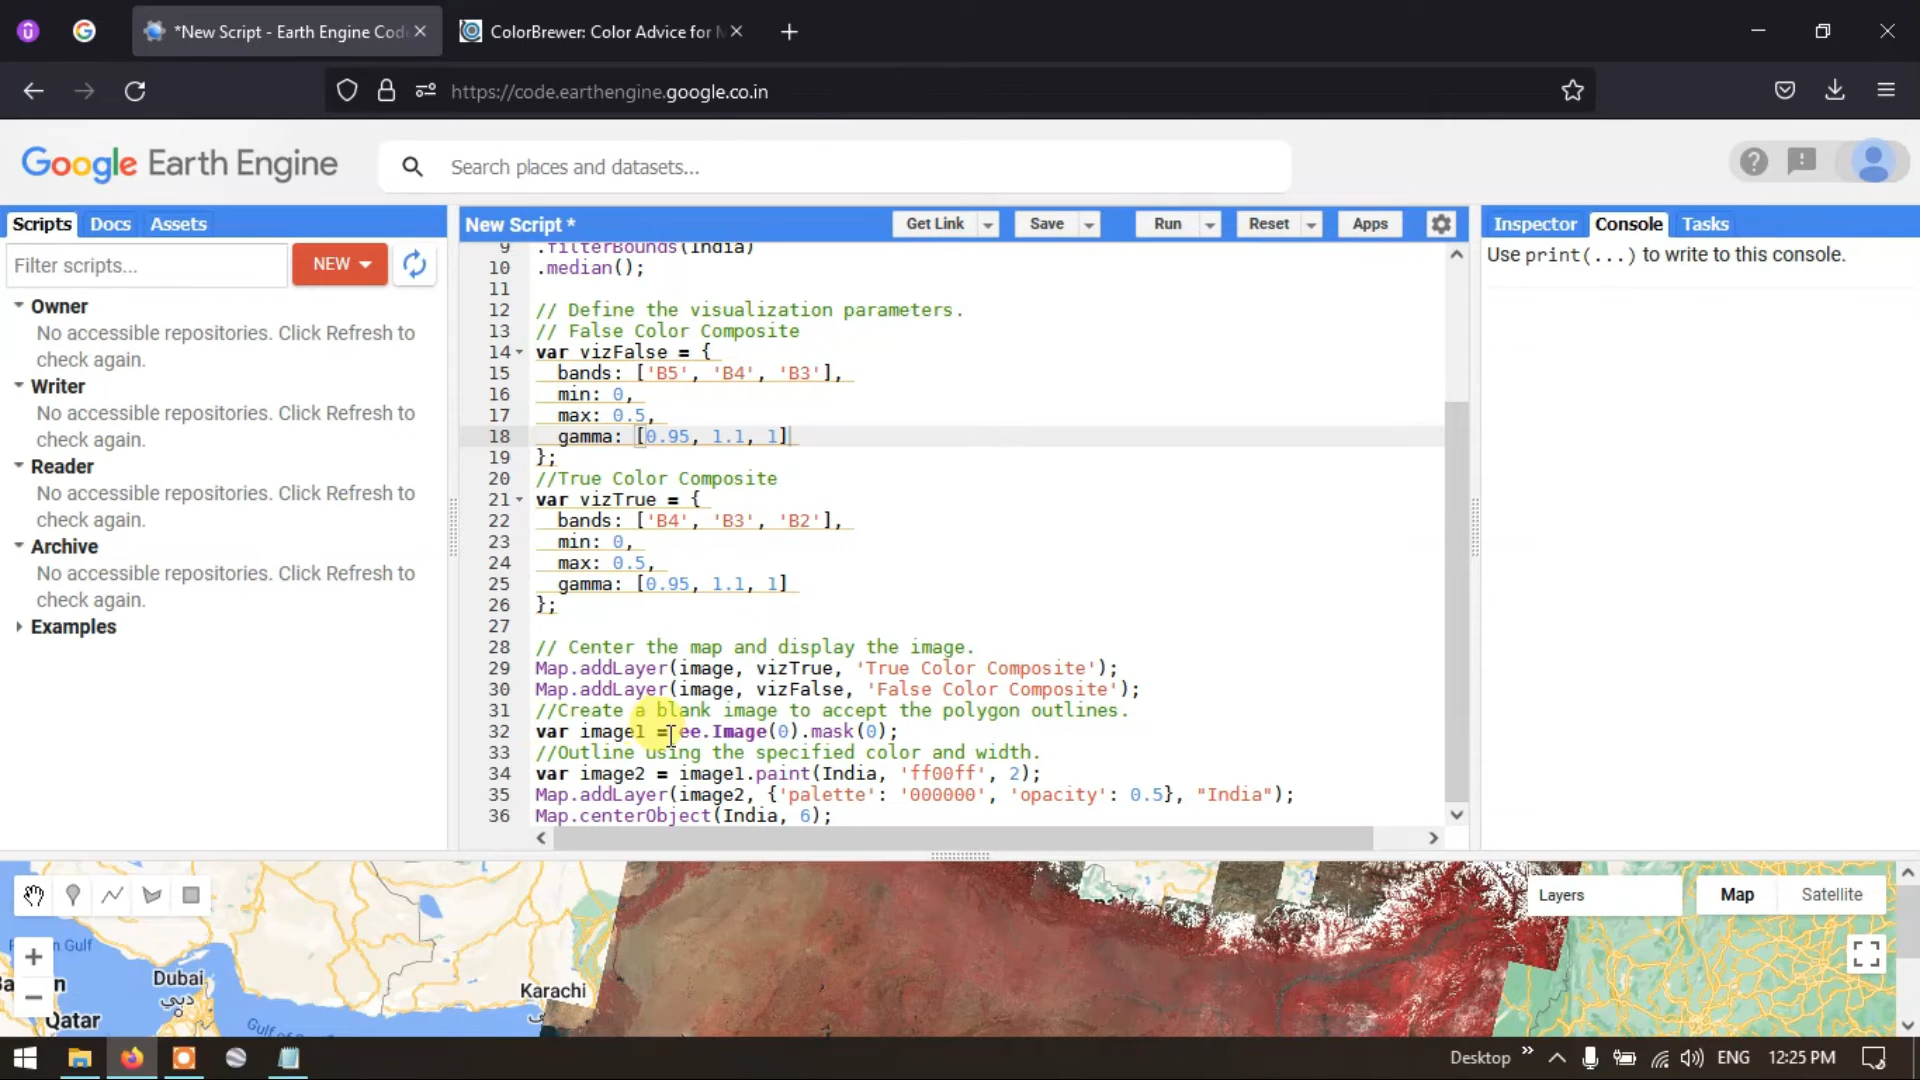 *New Script - Earth Engine Cod
ColorBrewer: Color Advice for M
https://code.earthengine.google.co.in
Google Earth Engine
Search places and datasets...
Scripts Docs Assets
Filter scripts...
NEW
Owner
No accessible repositories. Click Refresh to
check again.
Writer
No accessible repositories. Click Refresh to
check again.
Reader
No accessible repositories. Click Refresh to
check again.
Archive
No accessible repositories. Click Refresh to
check again.
Examples
New Script *
Get Link Save Run Reset Apps
9 .filterBounds(India)
10 .median();
11
12 // Define the visualization parameters.
13 // False Color Composite
14 var vizFalse = {
15 bands: ['B5', 'B4', 'B3'],
16 min: 0,
17 max: 0.5,
18 gamma: [0.95, 1.1, 1]
19 };
20 //True Color Composite
21 var vizTrue = {
22 bands: ['B4', 'B3', 'B2'],
23 min: 0,
24 max: 0.5,
25 gamma: [0.95, 1.1, 1]
26 };
27
28 // Center the map and display the image.
29 Map.addLayer(image, vizTrue, 'True Color Composite');
30 Map.addLayer(image, vizFalse, 'False Color Composite');
31 //Create a blank image to accept the polygon outlines.
32 var image1 = ee.Image(0).mask(0);
33 //Outline using the specified color and width.
34 var image2 = image1.paint(India, 'ff00ff', 2);
35 Map.addLayer(image2, {'palette': '000000', 'opacity': 0.5}, "India");
36 Map.centerObject(India, 6);
Inspector Console Tasks
Use print(...) to write to this console.
Layers
Map Satellite
n Gulf
Dubai
دبي
Qatar
Karachi
Gulf of
Desktop
ENG
12:25 PM